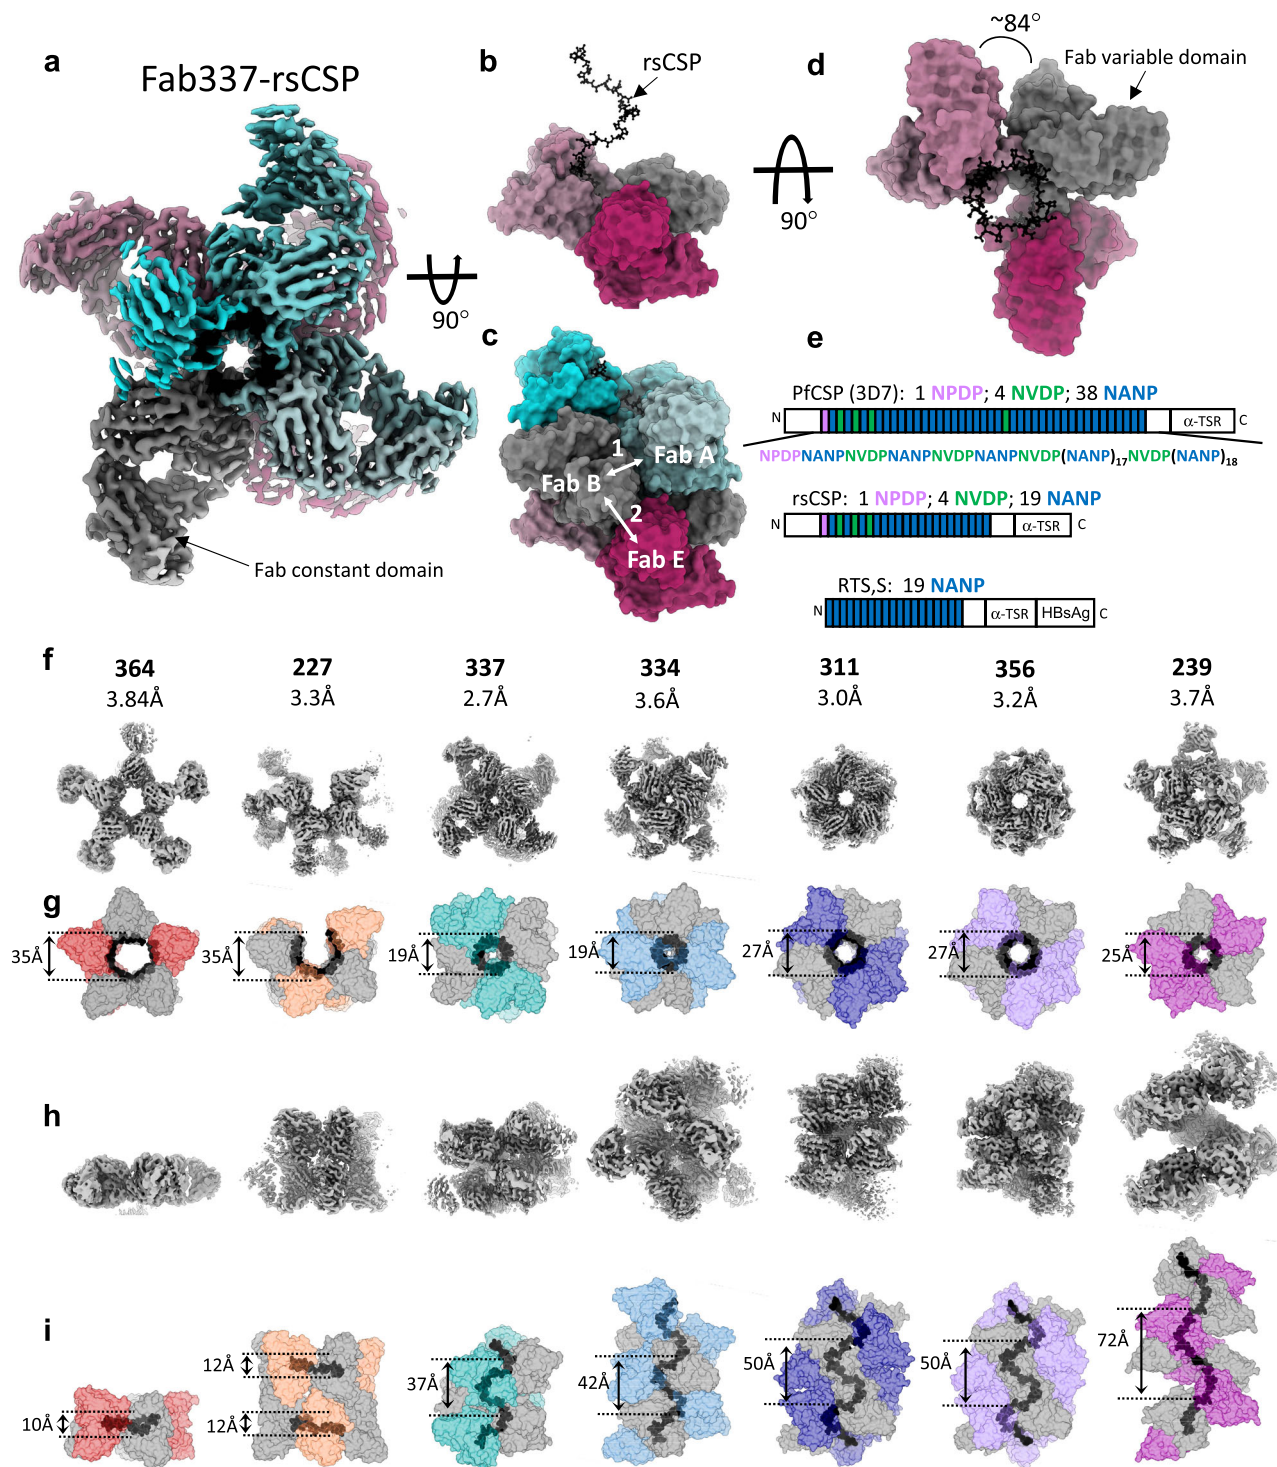 a
Fab337-rsCSP
b
rsCSP
d
~84°
Fab variable domain
90°
90°
c
1
Fab A
Fab B
2
Fab E
Fab constant domain
e
PfCSP (3D7): 1 NPDP; 4 NVDP; 38 NANP
N
α-TSR
C
NPDPNANPNVDPNANPNVDPNANPNVDP(NANP)17NVDP(NANP)18
rsCSP: 1 NPDP; 4 NVDP; 19 NANP
N
α-TSR
C
RTS,S: 19 NANP
N
α-TSR
HBsAg
C
f
364 227 337 334 311 356 239
3.84Å 3.3Å 2.7Å 3.6Å 3.0Å 3.2Å 3.7Å
g
35Å 35Å 19Å 19Å 27Å 27Å 25Å
h
i
10Å
12Å
12Å
37Å
42Å
50Å
50Å
72Å